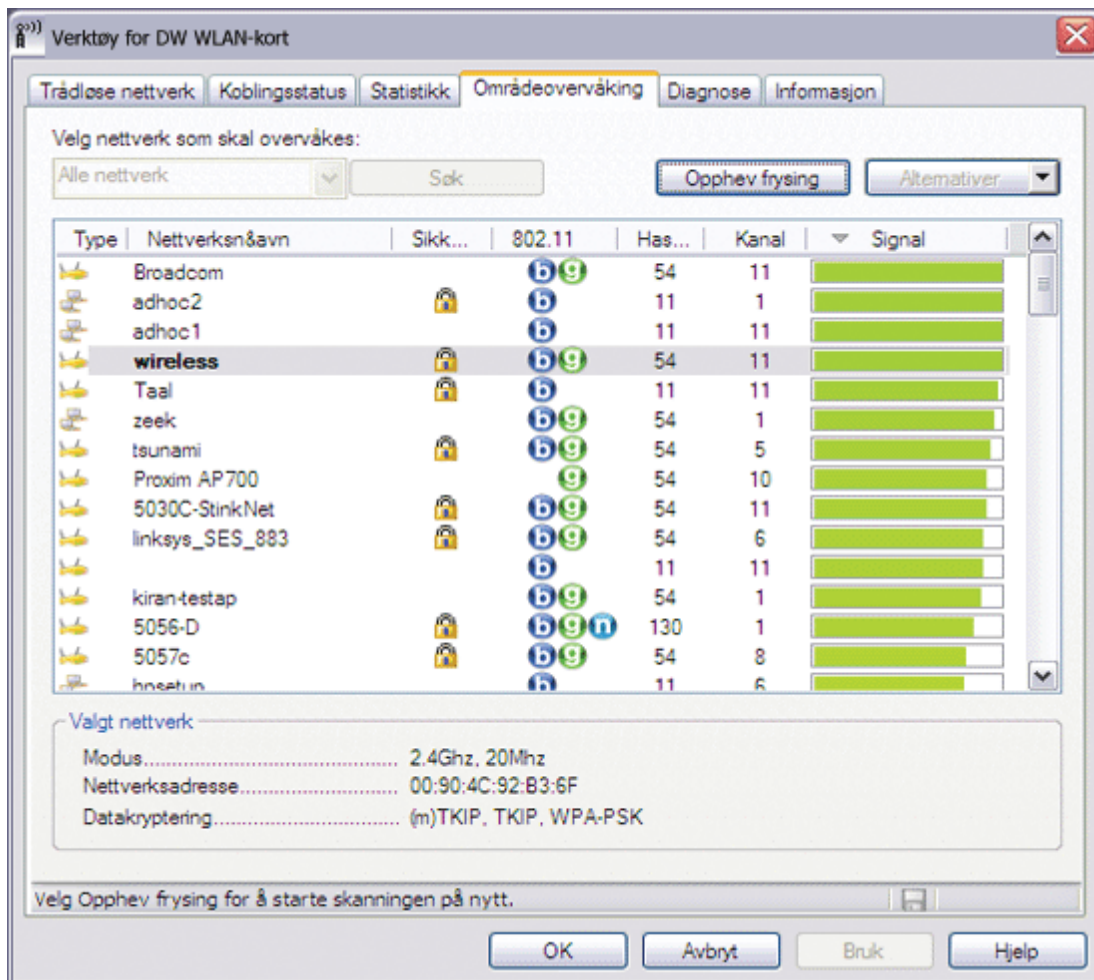 Verktøy for DW WLAN-kort
Trådløse nettverk Koblingsstatus Statistikk Områdeovervåking Diagnose Informasjon
Velg nettverk som skal overvåkes:
Alle nettverk Søk Opphev frysing Alternativer
Type Nettverksn&avn Sikk... 802.11 Has... Kanal Signal
Broadcom b g 54 11
adhoc2 b 11 1
adhoc1 b 11 11
wireless b g 54 11
Taal b 11 11
zeek b g 54 1
tsunami b g 54 5
Proxim AP700 g 54 10
5030C-StinkNet b g 54 11
linksys_SES_883 b g 54 6
b 11 11
kiran-testap b g 54 1
5056-D b g n 130 1
5057c b g 54 8
hpsetup b 11 6
Valgt nettverk
Modus............................................. 2.4Ghz, 20Mhz
Nettverksadresse............................ 00:90:4C:92:B3:6F
Datakryptering................................. (m)TKIP, TKIP, WPA-PSK
Velg Opphev frysing for å starte skanningen på nytt.
OK Avbryt Bruk Hjelp